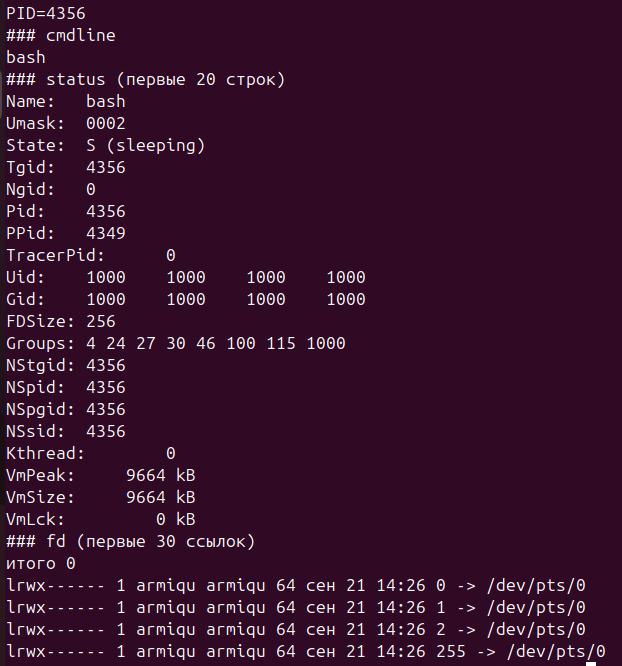 PID=4356
### cmdline
bash
### status (первые 20 строк)
Name:	bash
Umask:	0002
State:	S (sleeping)
Tgid:	4356
Ngid:	0
Pid:	4356
PPid:	4349
TracerPid:	0
Uid:	1000	1000	1000	1000
Gid:	1000	1000	1000	1000
FDSize:	256
Groups:	4 24 27 30 46 100 115 1000
NStgid:	4356
NSpid:	4356
NSpgid:	4356
NSsid:	4356
Kthread:	0
VmPeak:	    9664 kB
VmSize:	    9664 kB
VmLck:	       0 kB
### fd (первые 30 ссылок)
итого 0
lrwx------ 1 armiqu armiqu 64 сен 21 14:26 0 -> /dev/pts/0
lrwx------ 1 armiqu armiqu 64 сен 21 14:26 1 -> /dev/pts/0
lrwx------ 1 armiqu armiqu 64 сен 21 14:26 2 -> /dev/pts/0
lrwx------ 1 armiqu armiqu 64 сен 21 14:26 255 -> /dev/pts/0